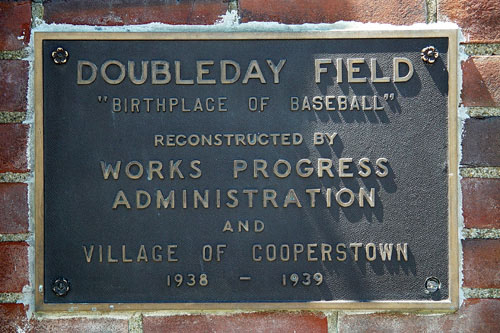 DOUBLEDAY FIELD
"BIRTHPLACE OF BASEBALL"
RECONSTRUCTED BY
WORKS PROGRESS
ADMINISTRATION
AND
VILLAGE OF COOPERSTOWN
1938 - 1939